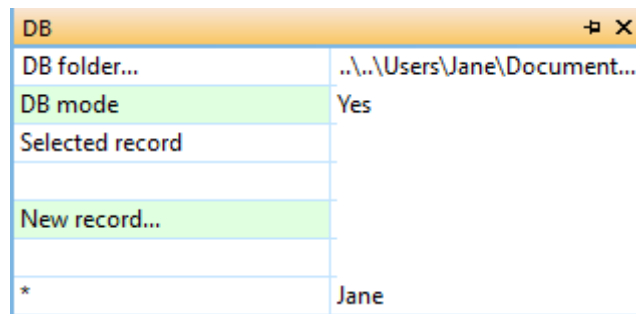 DB
DB folder... ..\..\Users\Jane\Document...
DB mode Yes
Selected record
New record...
* Jane